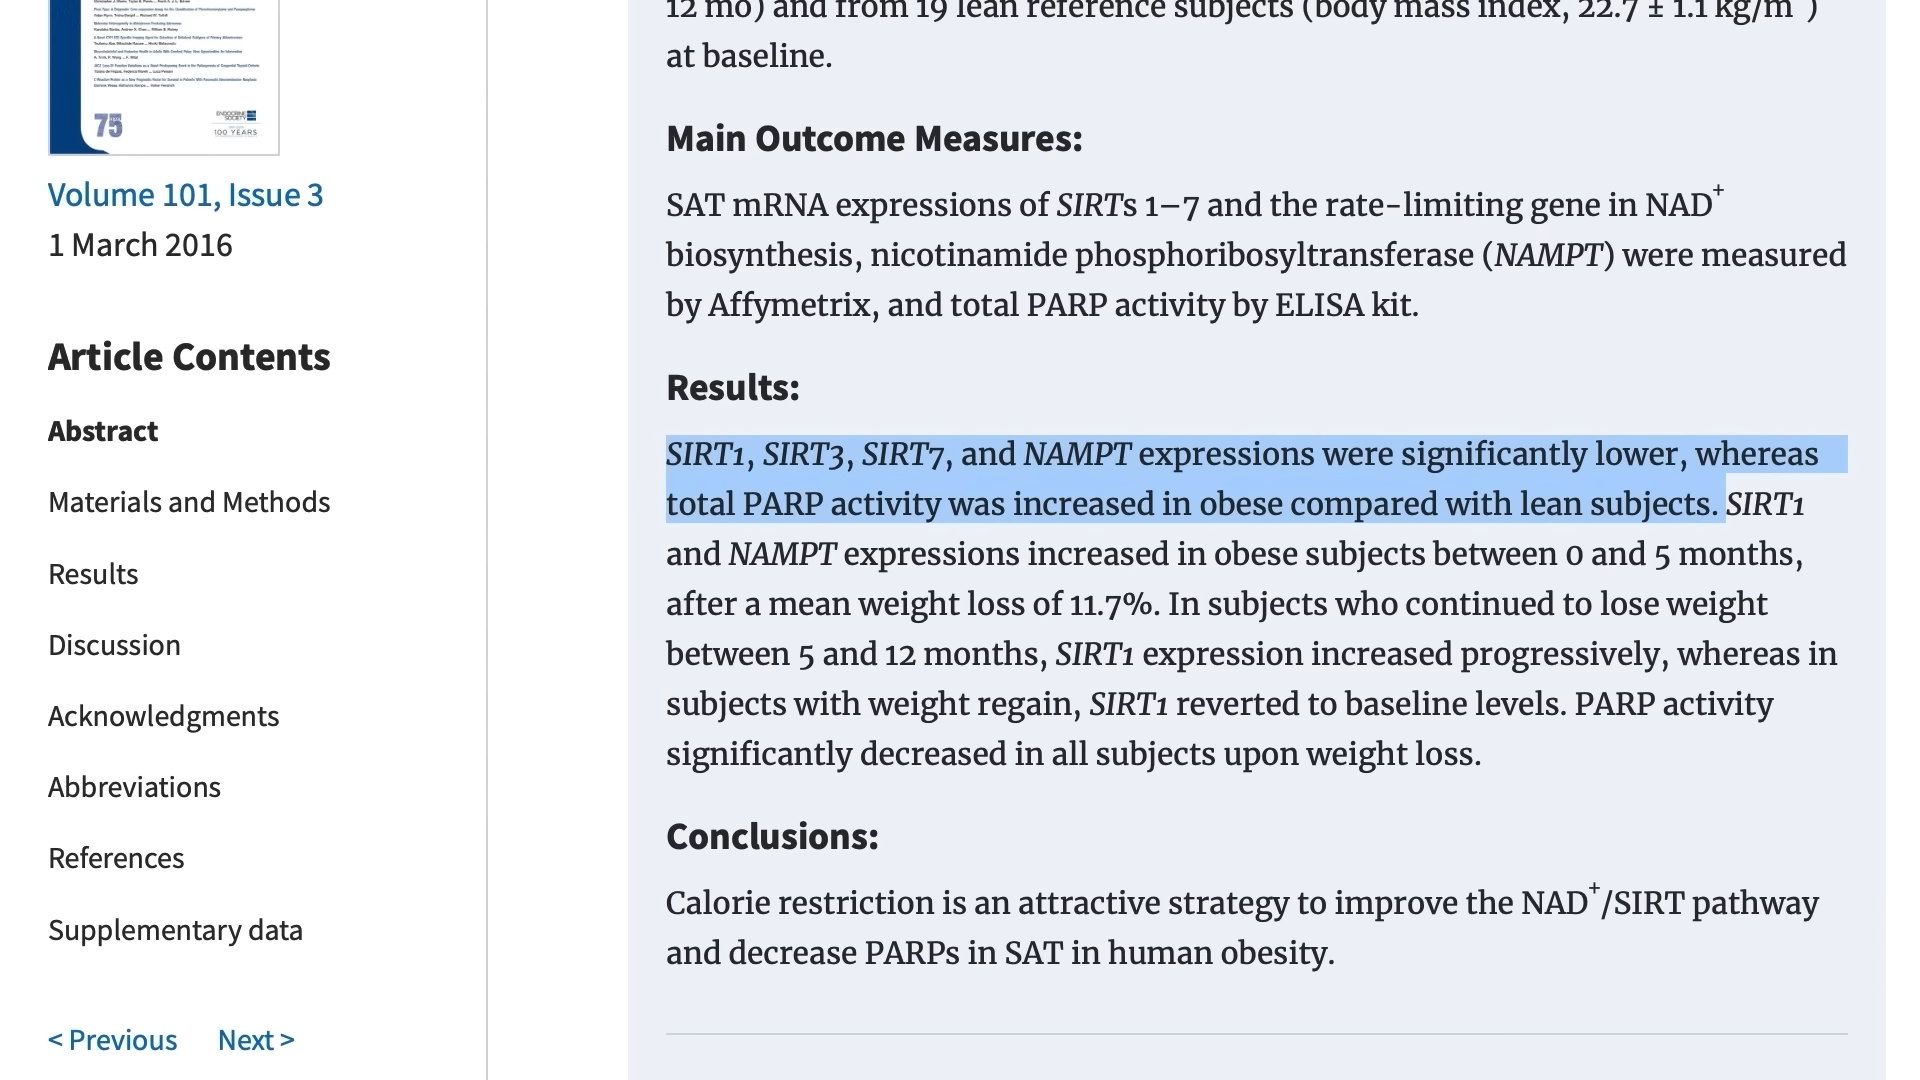 75
ENDOCRINE
SOCIETY
100 YEARS
Volume 101, Issue 3
1 March 2016
Article Contents
Abstract
Materials and Methods
Results
Discussion
Acknowledgments
Abbreviations
References
Supplementary data
< Previous Next >
12 mo) and from 19 lean reference subjects (body mass index, 22.7 ± 1.1 kg/m )
at baseline.
Main Outcome Measures:
SAT mRNA expressions of SIRTs 1–7 and the rate-limiting gene in NAD+
biosynthesis, nicotinamide phosphoribosyltransferase (NAMPT) were measured
by Affymetrix, and total PARP activity by ELISA kit.
Results:
SIRT1, SIRT3, SIRT7, and NAMPT expressions were significantly lower, whereas
total PARP activity was increased in obese compared with lean subjects. SIRT1
and NAMPT expressions increased in obese subjects between 0 and 5 months,
after a mean weight loss of 11.7%. In subjects who continued to lose weight
between 5 and 12 months, SIRT1 expression increased progressively, whereas in
subjects with weight regain, SIRT1 reverted to baseline levels. PARP activity
significantly decreased in all subjects upon weight loss.
Conclusions:
Calorie restriction is an attractive strategy to improve the NAD+/SIRT pathway
and decrease PARPs in SAT in human obesity.